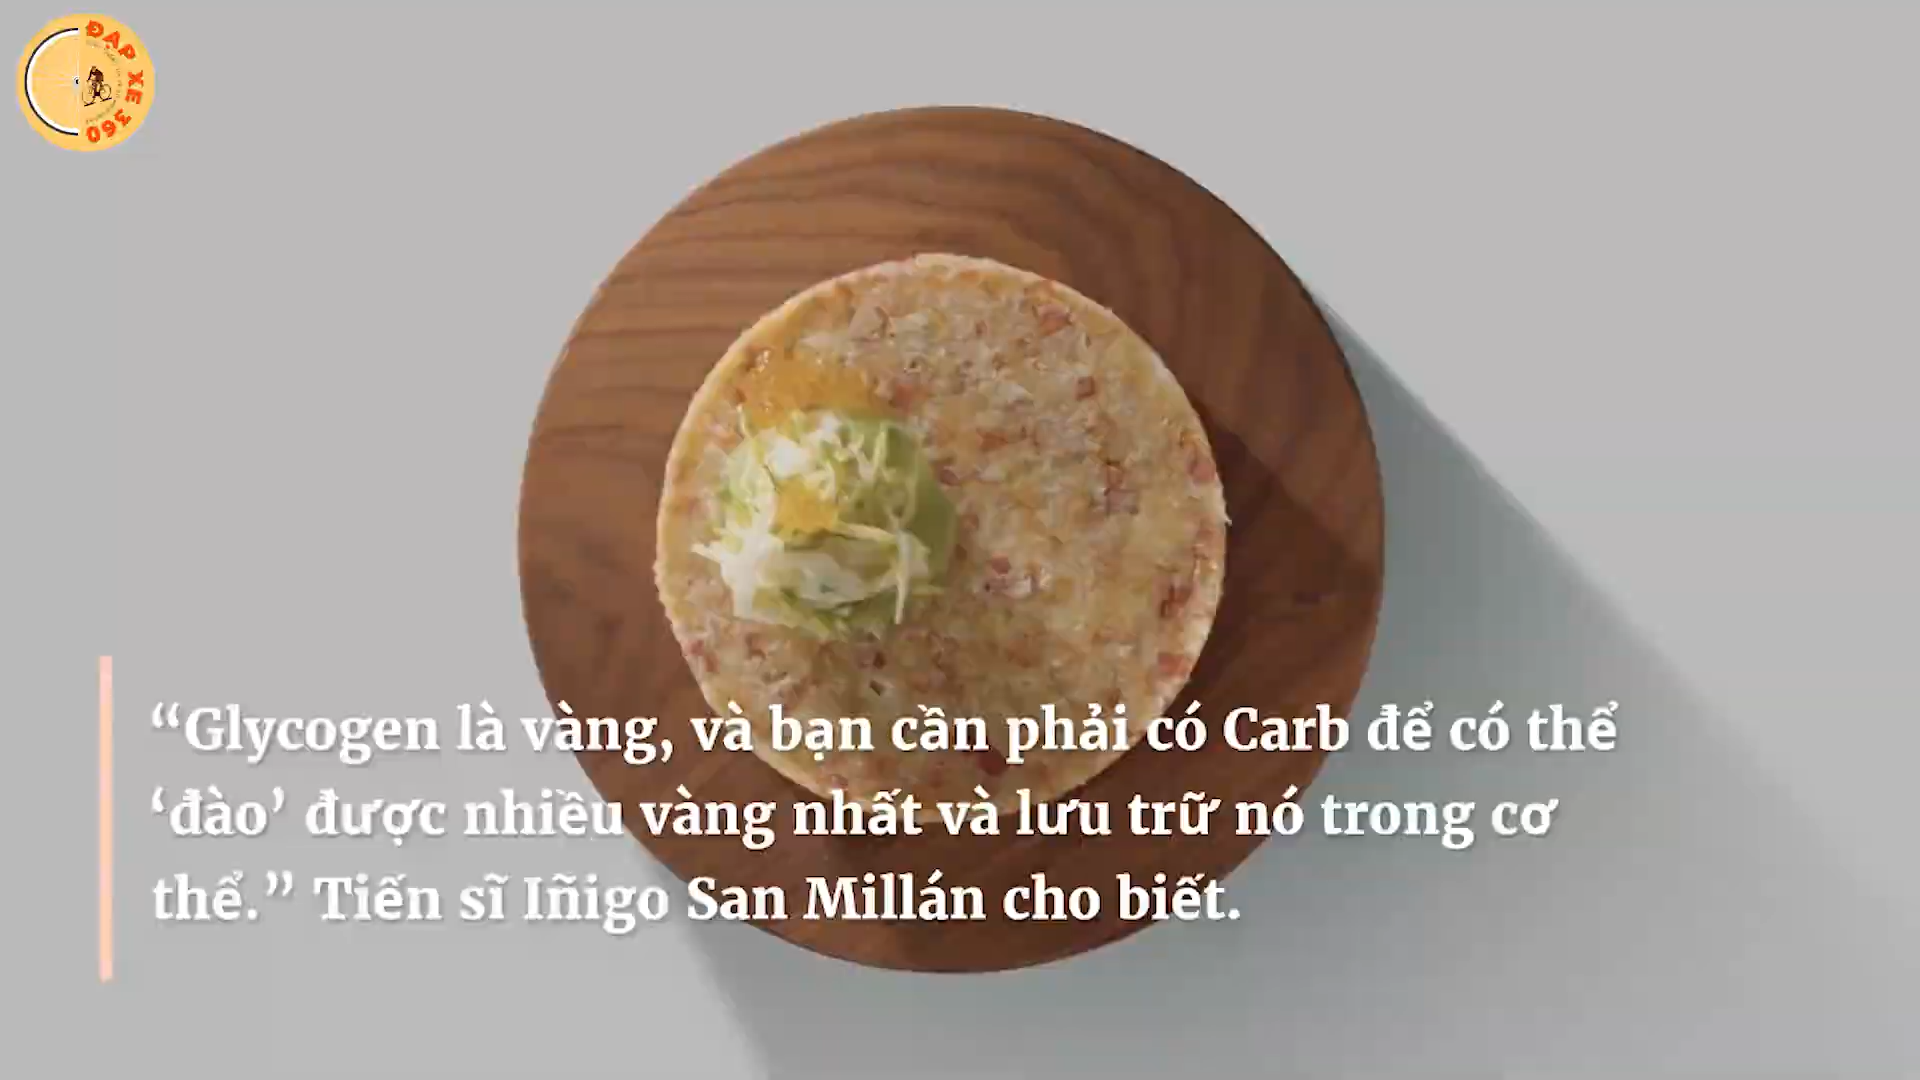 ĐẠP XE 360
“Glycogen là vàng, và bạn cần phải có Carb để có thể
‘đào’ được nhiều vàng nhất và lưu trữ nó trong cơ
thể.” Tiến sĩ Iñigo San Millán cho biết.